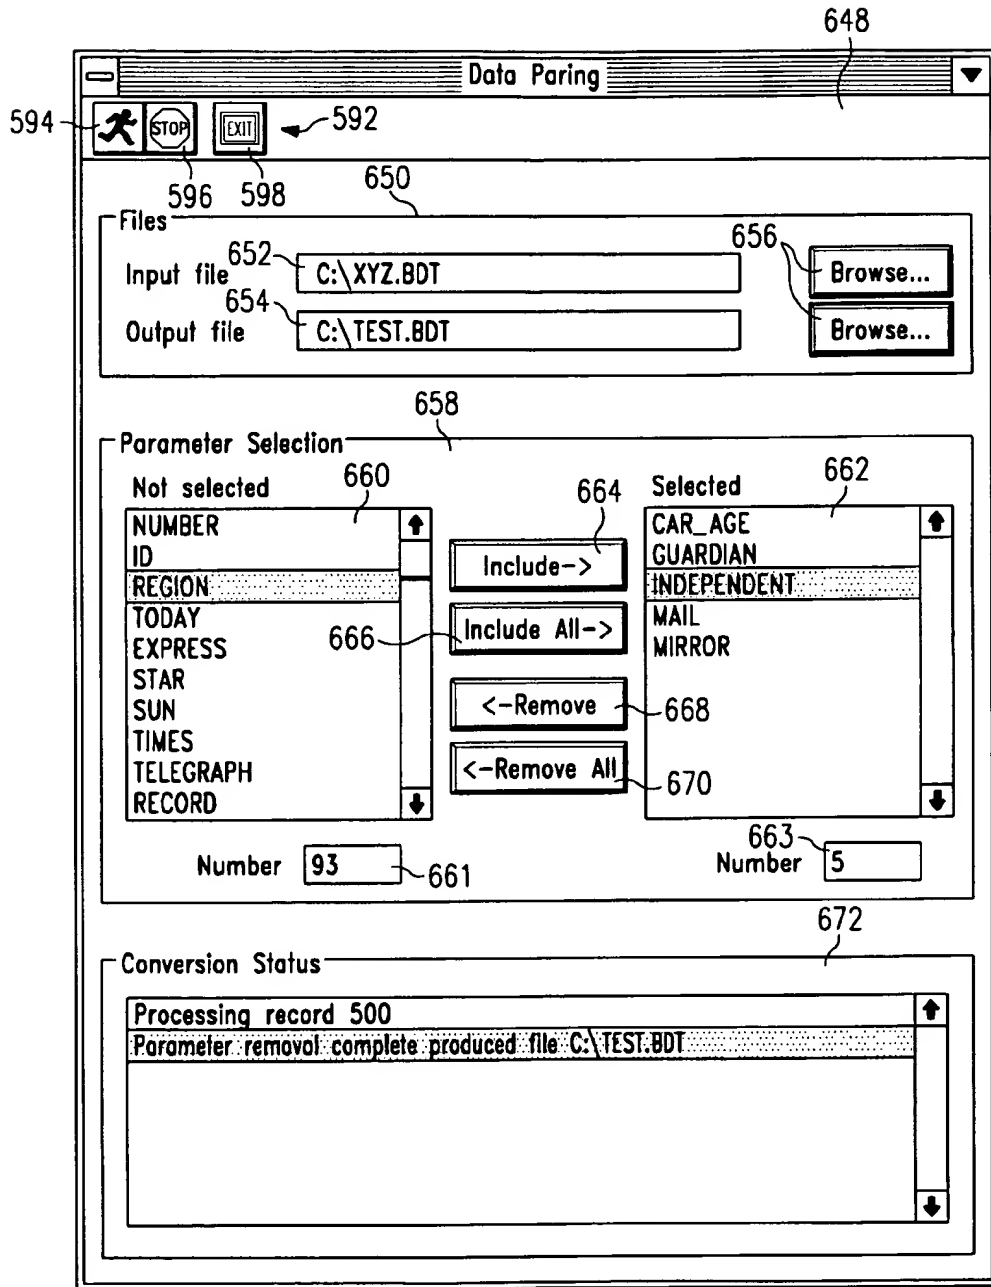 648
Data Paring
594
STOP
EXIT
592
596
598
650
Files
652
656
Input file
C:\XYZ.BDT
Browse...
654
Output file
C:\TEST.BDT
Browse...
658
Parameter Selection
Not selected
660
664
Selected
662
NUMBER
ID
REGION
TODAY
EXPRESS
STAR
SUN
TIMES
TELEGRAPH
RECORD
Include->
666
Include All->
<-Remove
668
<-Remove All
670
CAR_AGE
GUARDIAN
INDEPENDENT
MAIL
MIRROR
Number
93
661
663
Number
5
672
Conversion Status
Processing record 500
Parameter removal complete produced file C:\TEST.BDT